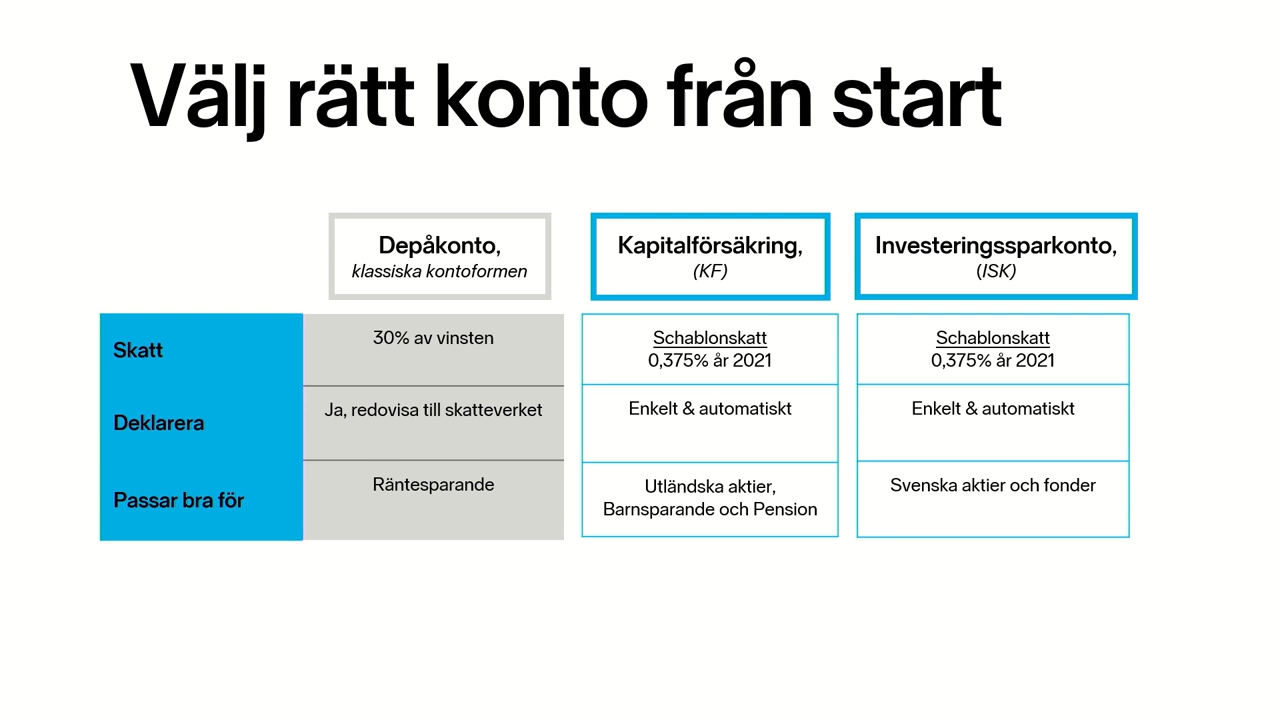 Välj rätt konto från start
Depåkonto,
klassiska kontoformen
Kapitalförsäkring,
(KF)
Investeringssparkonto,
(ISK)
Skatt
30% av vinsten
Schablonskatt
0,375% år 2021
Schablonskatt
0,375% år 2021
Deklarera
Ja, redovisa till skatteverket
Enkelt & automatiskt
Enkelt & automatiskt
Passar bra för
Räntesparande
Utländska aktier,
Barnsparande och Pension
Svenska aktier och fonder